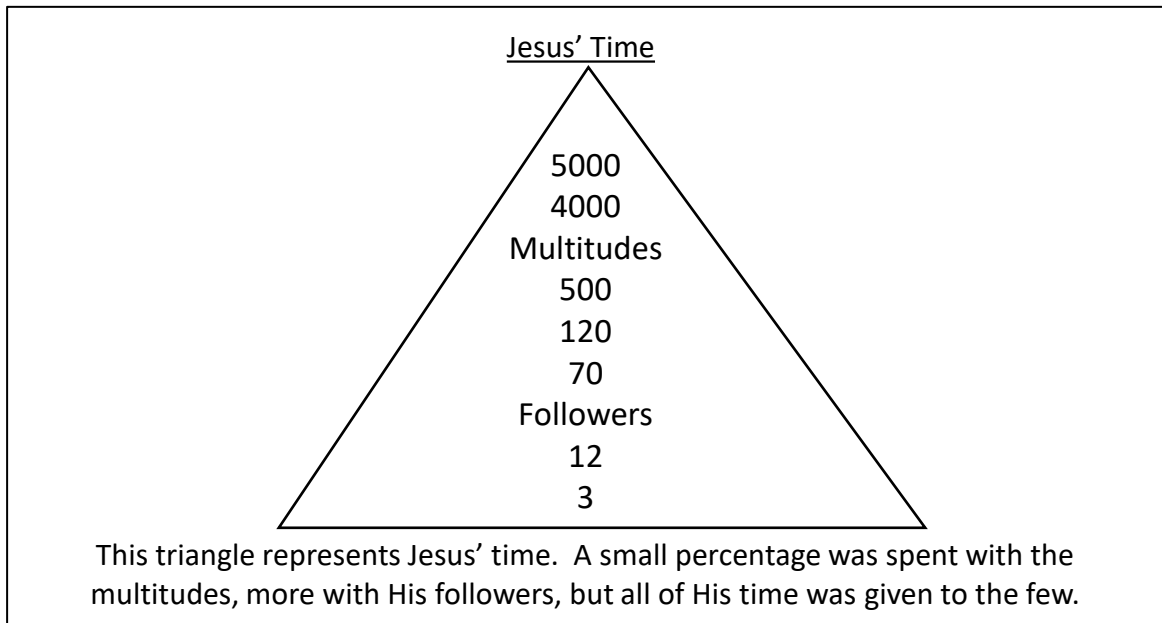 Jesus’ Time
5000
4000
Multitudes
500
120
70
Followers
12
3
This triangle represents Jesus’ time.  A small percentage was spent with the
multitudes, more with His followers, but all of His time was given to the few.